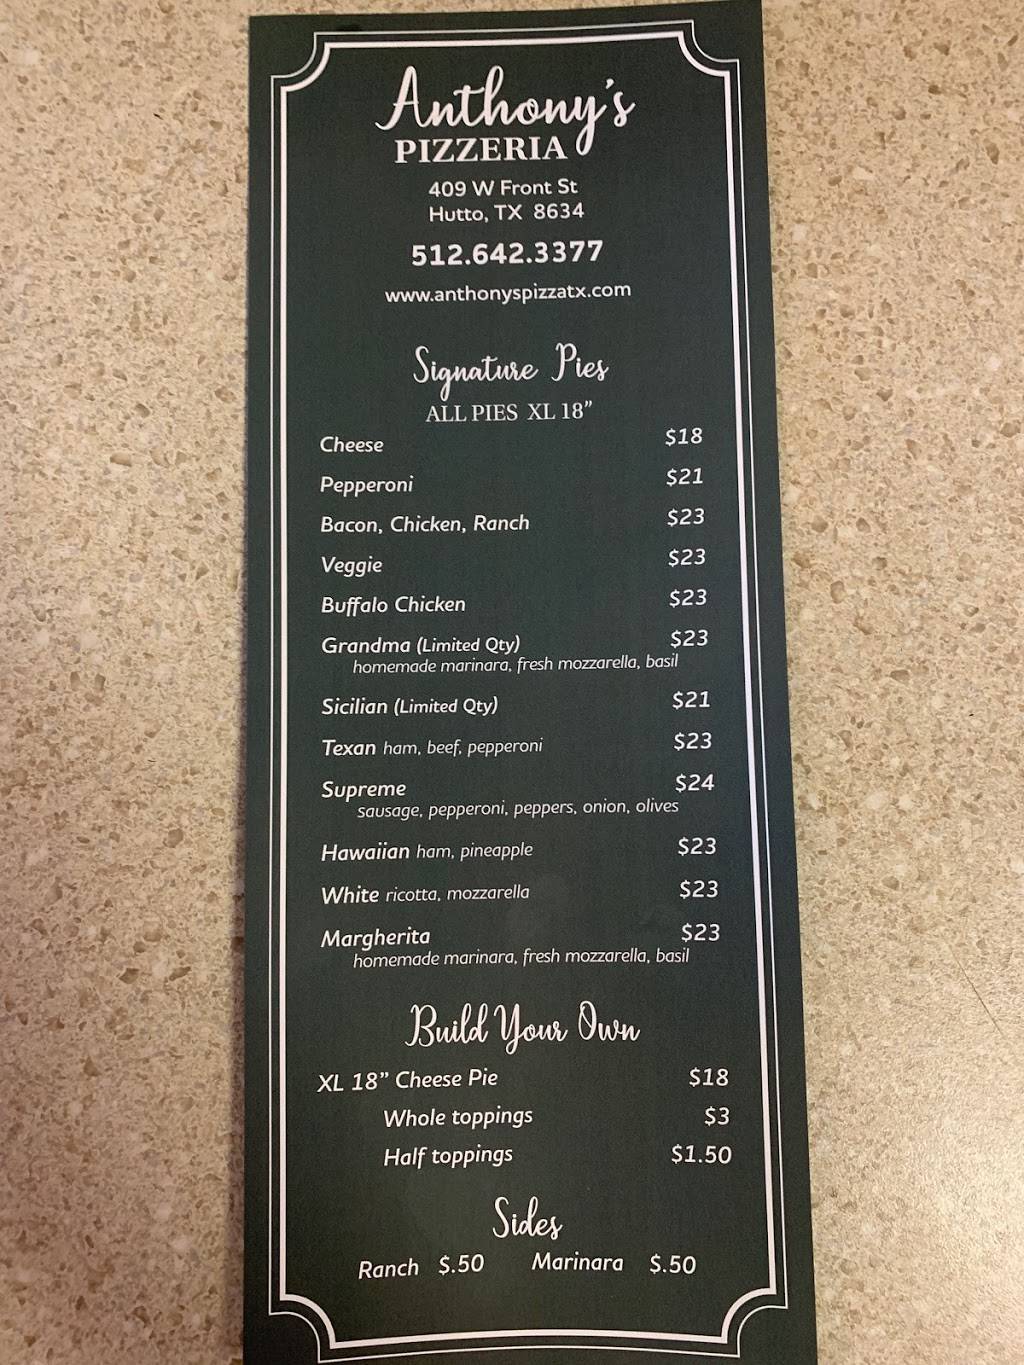 Anthony's
PIZZERIA
409 W Front St
Hutto, TX 8634
512.642.3377
www.anthonyspizzatx.com
Signature Pies
ALL PIES XL 18"
Cheese $18
Pepperoni $21
Bacon, Chicken, Ranch $23
Veggie $23
Buffalo Chicken $23
Grandma (Limited Qty) $23
homemade marinara, fresh mozzarella, basil
Sicilian (Limited Qty) $21
Texan ham, beef, pepperoni $23
Supreme $24
sausage, pepperoni, peppers, onion, olives
Hawaiian ham, pineapple $23
White ricotta, mozzarella $23
Margherita $23
homemade marinara, fresh mozzarella, basil
Build Your Own
XL 18" Cheese Pie $18
Whole toppings $3
Half toppings $1.50
Sides
Ranch $.50 Marinara $.50